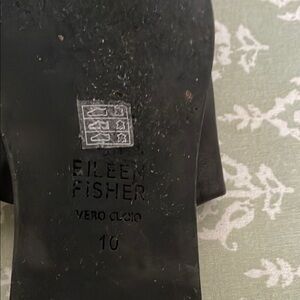 EILEEN
FISHER
VERO CUOIO
10